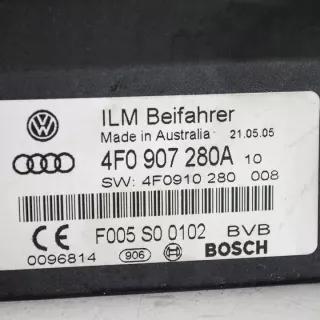 ILM Beifahrer
Made in Australia 21.05.05
4F0 907 280A 10
SW: 4F0910 280 008
F005 S0 0102 BVB
0096814 906 BOSCH